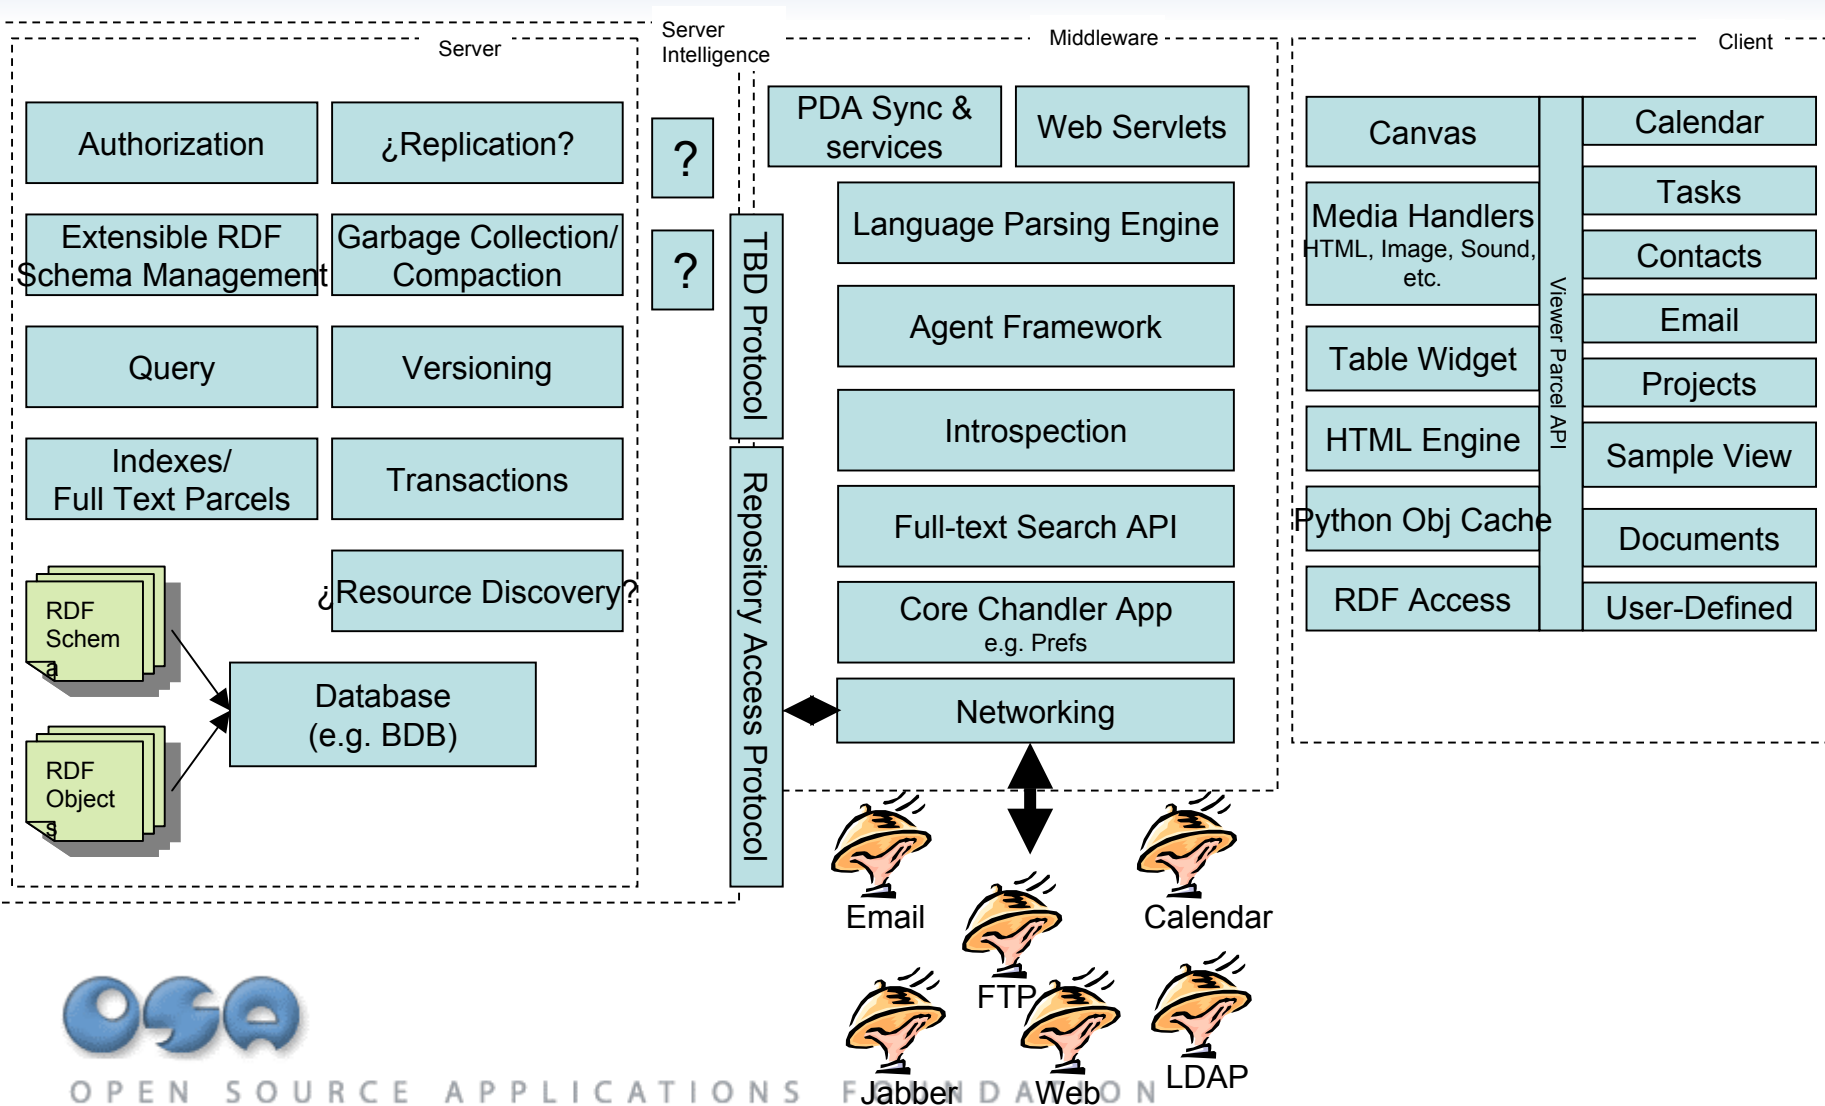 Server
Authorization
¿Replication?
Extensible RDF
Schema Management
Garbage Collection/
Compaction
Query
Versioning
Indexes/
Full Text Parcels
Transactions
¿Resource Discovery?
RDF
Schem
a
RDF
Object
s
Database
(e.g. BDB)
Server
Intelligence
?
?
TBD Protocol
Repository Access Protocol
Middleware
PDA Sync &
services
Web Servlets
Language Parsing Engine
Agent Framework
Introspection
Full-text Search API
Core Chandler App
e.g. Prefs
Networking
Client
Canvas
Media Handlers
HTML, Image, Sound,
etc.
Table Widget
HTML Engine
Python Obj Cache
RDF Access
Viewer Parcel API
Calendar
Tasks
Contacts
Email
Projects
Sample View
Documents
User-Defined
Email
Calendar
FTP
Jabber
Web
LDAP
OSA
OPEN SOURCE APPLICATIONS FOUNDATION